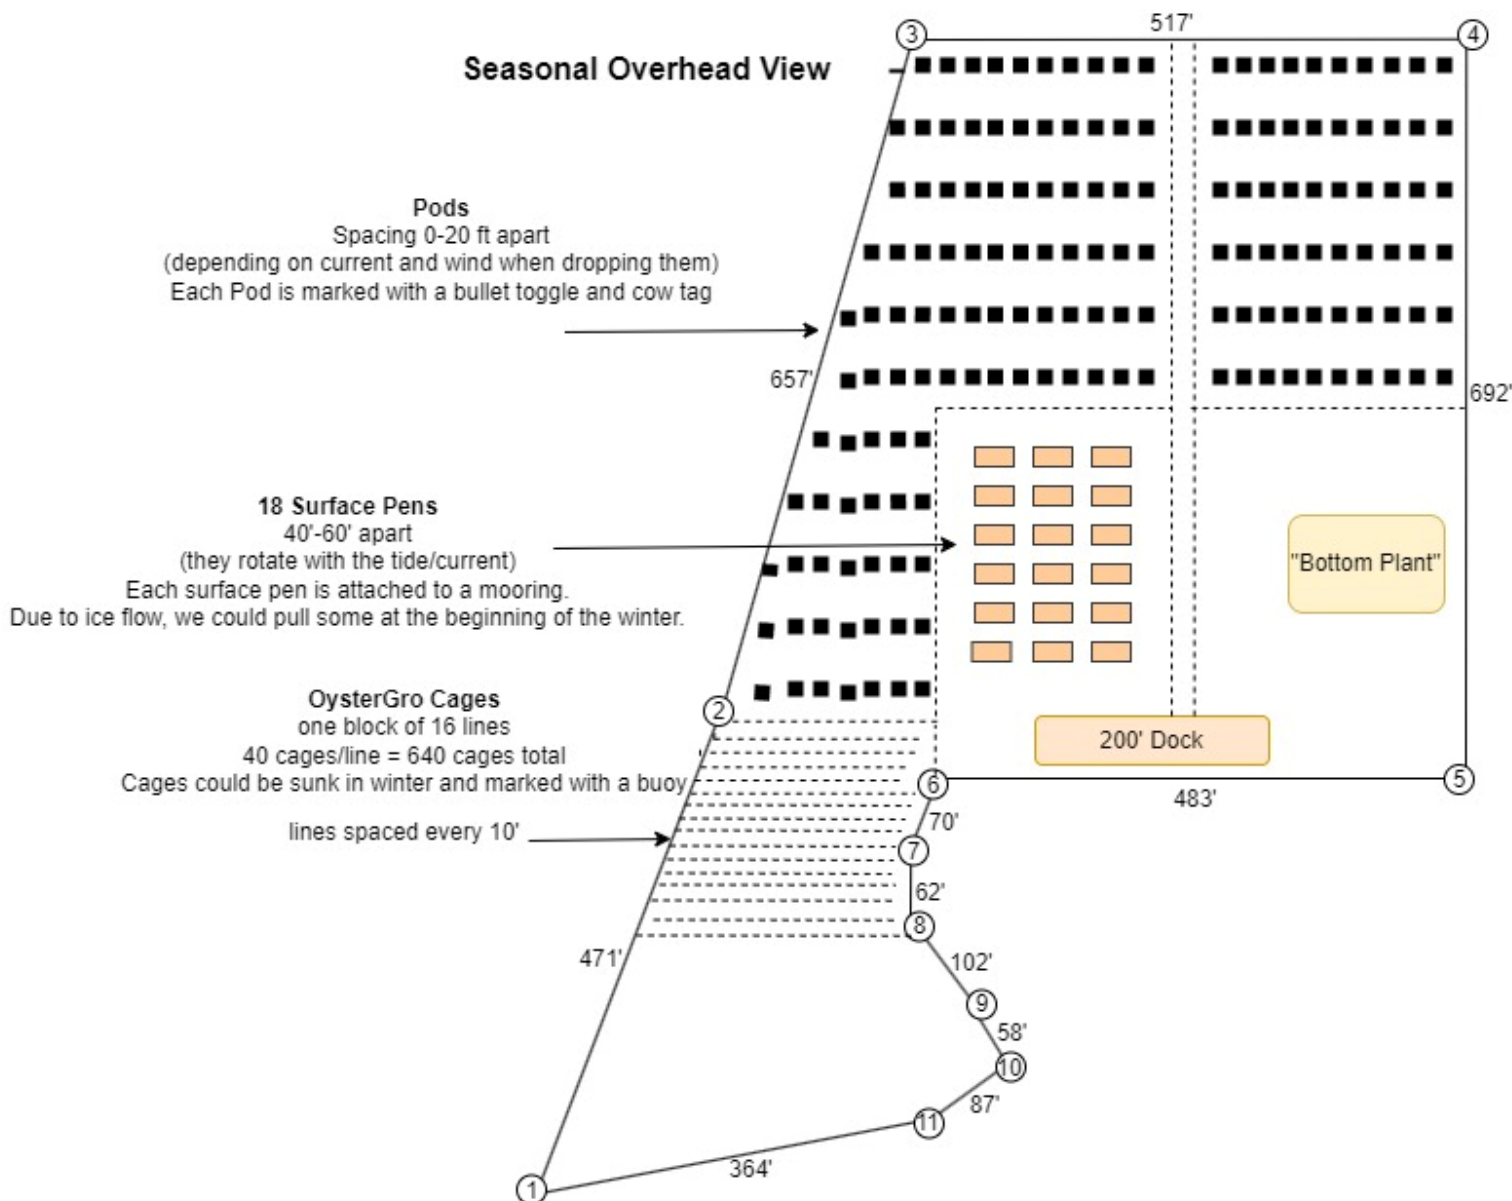 517'
3
4
Seasonal Overhead View
Pods
Spacing 0-20 ft apart
(depending on current and wind when dropping them)
Each Pod is marked with a bullet toggle and cow tag
657'
692'
18 Surface Pens
40'-60' apart
(they rotate with the tide/current)
Each surface pen is attached to a mooring.
Due to ice flow, we could pull some at the beginning of the winter.
"Bottom Plant"
OysterGro Cages
one block of 16 lines
40 cages/line = 640 cages total
Cages could be sunk in winter and marked with a buoy
lines spaced every 10'
2
200' Dock
6
5
483'
70'
7
62'
8
471'
102'
9
58'
10
87'
11
364'
1